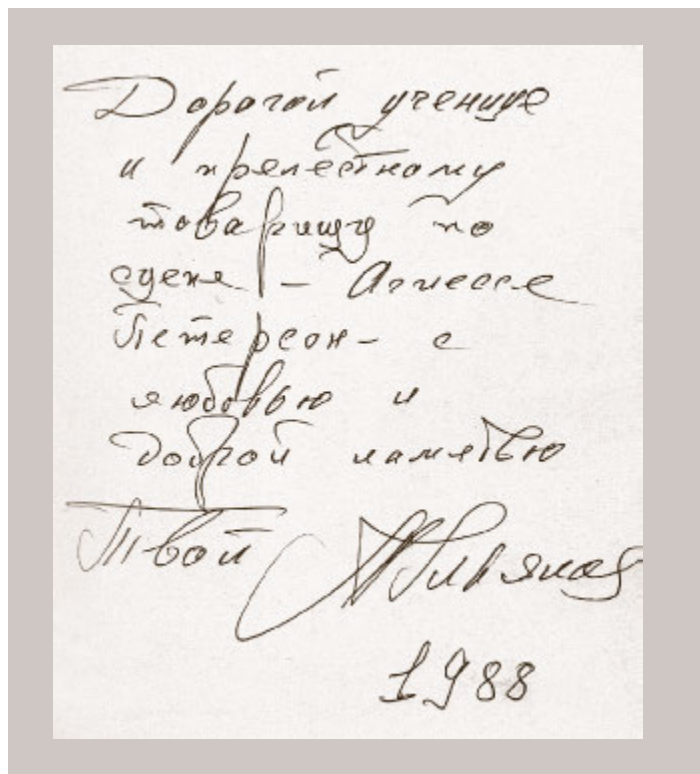 Дорогой ученице
и прелестному
товарищу по
сцене – Агнессе
Петерсон – с
любовью и
доброй памятью
Твой
1988